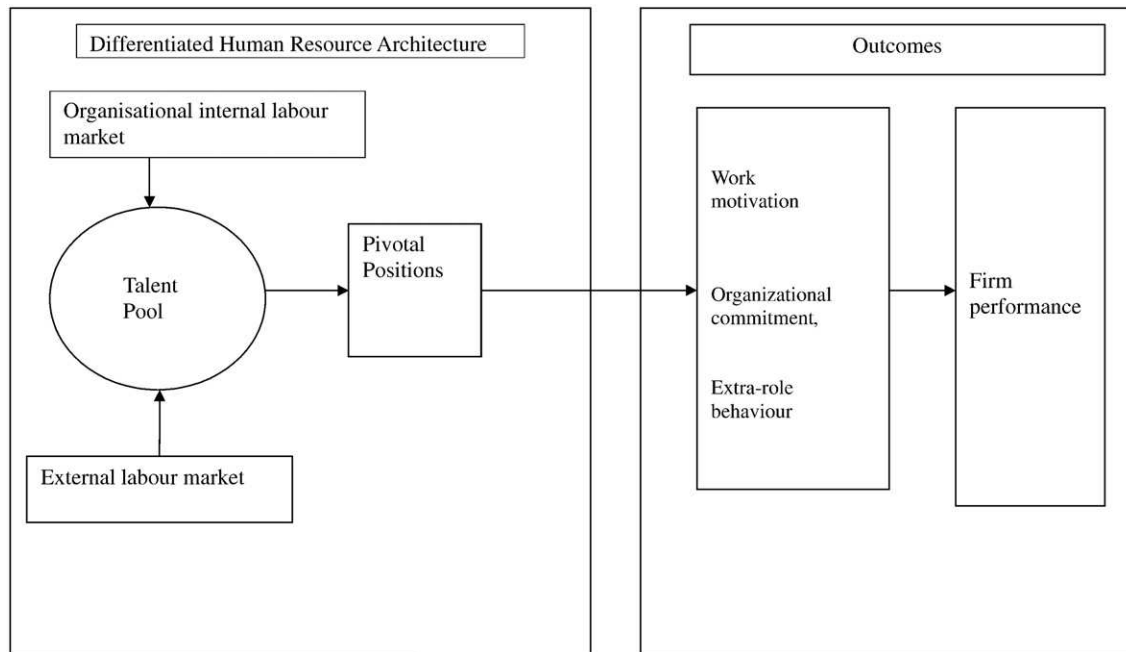 Differentiated Human Resource Architecture
Organisational internal labour
market
Talent
Pool
Pivotal
Positions
External labour market
Outcomes
Work
motivation
Organizational
commitment,
Extra-role
behaviour
Firm
performance